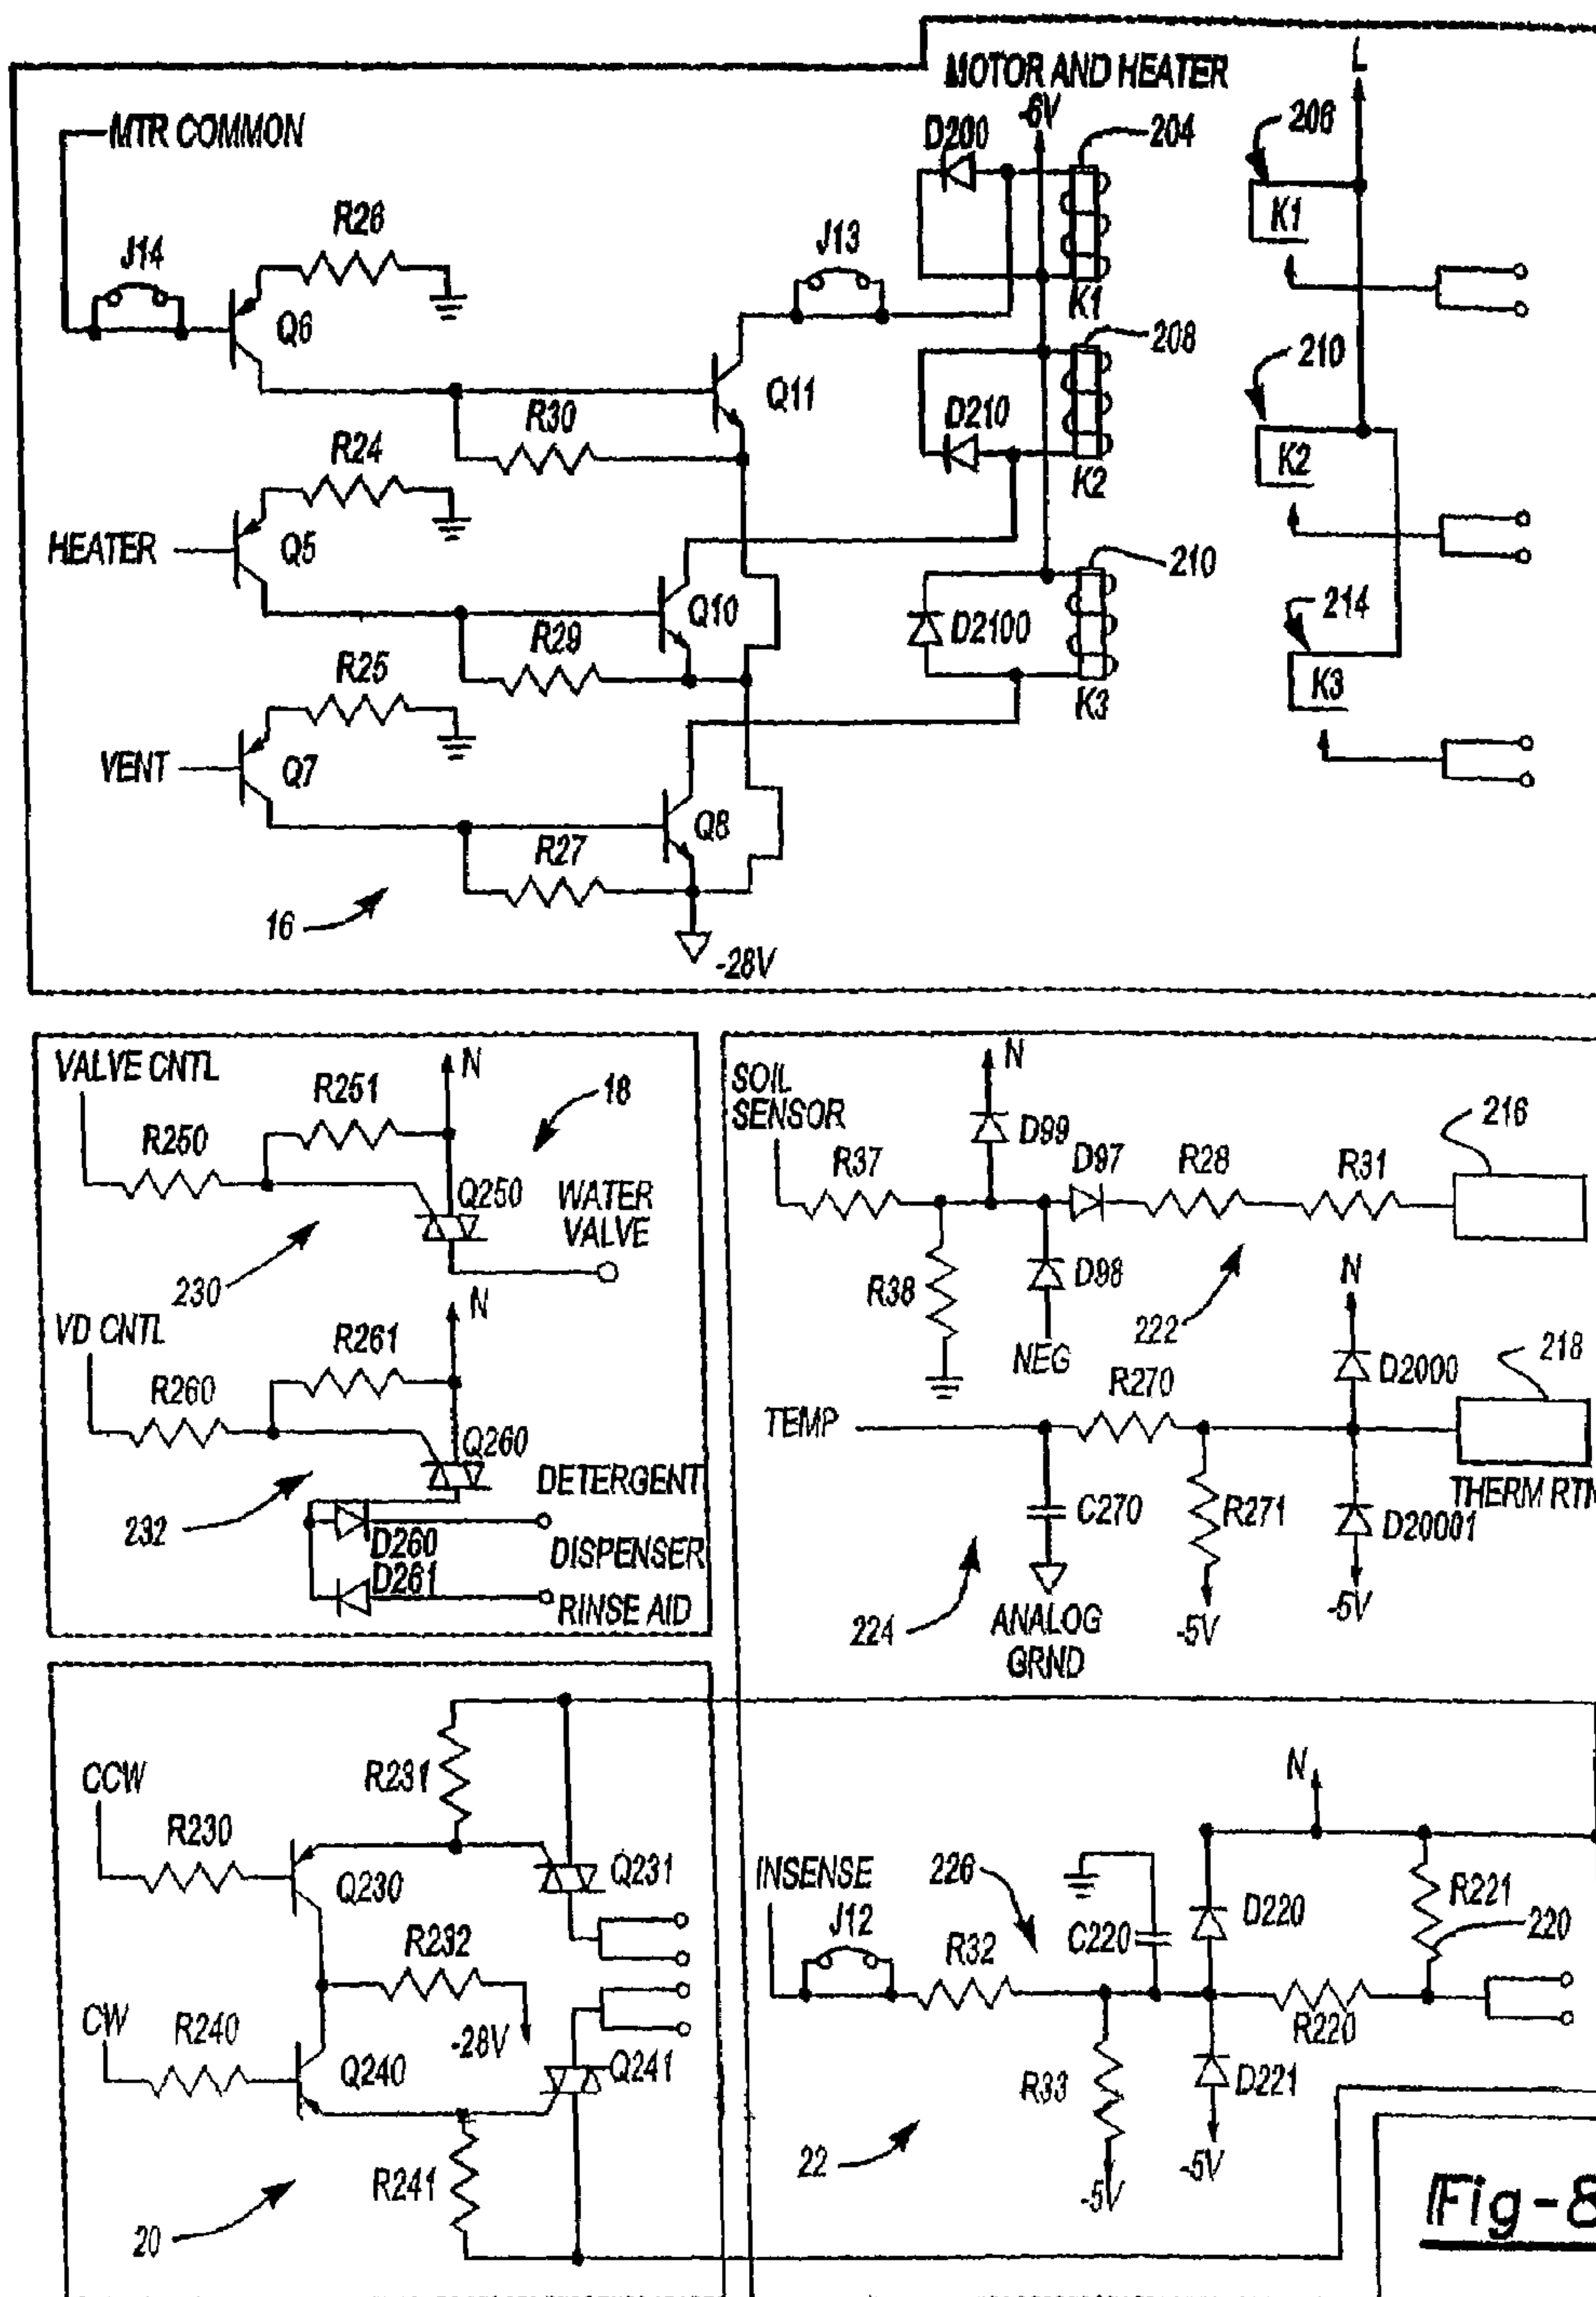 MOTOR AND HEATER
L
MTR COMMON
-6V
D200
204
206
K1
R26
J14
J13
Q6
K1
208
210
Q11
R30
D210
K2
R24
K2
HEATER
Q5
210
Q10
214
R29
D2100
K3
R25
K3
VENT
Q7
Q8
R27
16
-28V
VALVE CNTL
N
R251
18
R250
Q250
WATER
VALVE
230
N
VD CNTL
R261
R260
Q260
DETERGENT
232
D260
DISPENSER
D261
RINSE AID
SOIL
SENSOR
N
D99
216
R37
D97
R28
R31
R38
D98
N
222
NEG
218
D2000
R270
TEMP
C270
R271
THERM RTN
D20001
224
ANALOG
GRND
-5V
-5V
CCW
R231
R230
Q230
Q231
R232
CW
R240
-28V
Q240
Q241
R241
20
N
INSENSE
226
R221
J12
D220
220
R32
C220
R220
R33
D221
22
-5V
-5V
Fig-8